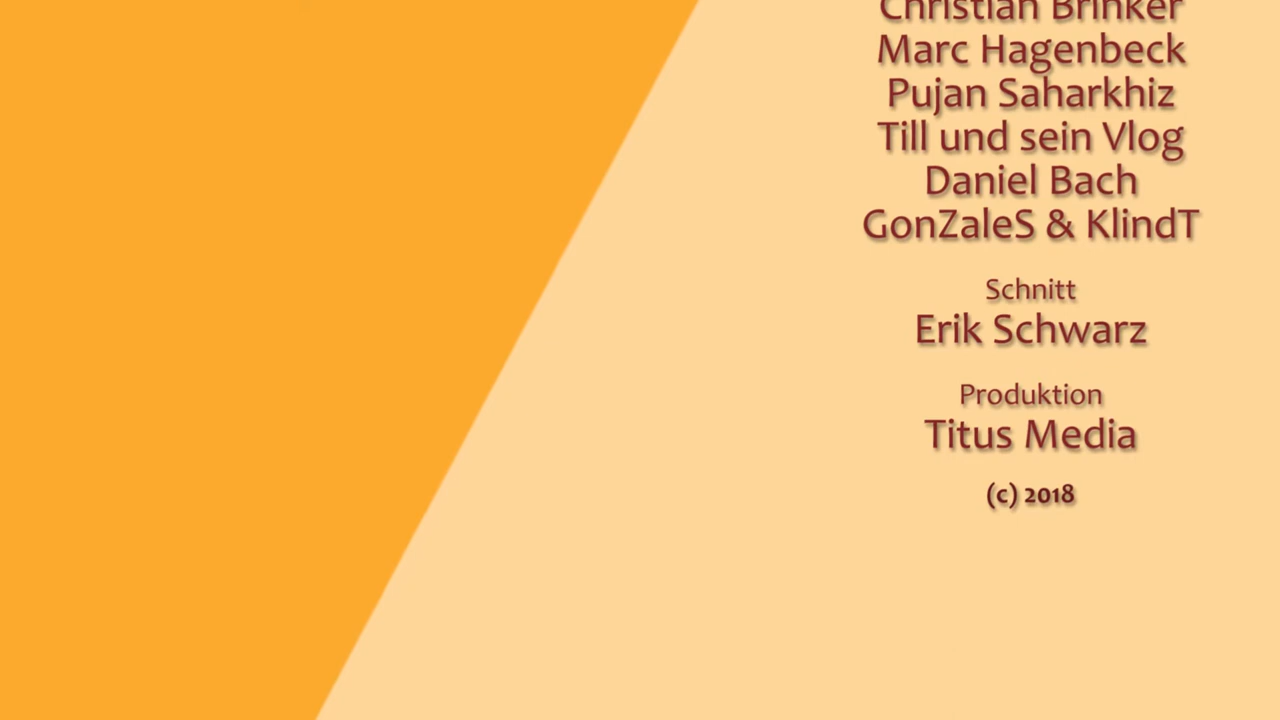 Christian Brinker
Marc Hagenbeck
Pujan Saharkhiz
Till und sein Vlog
Daniel Bach
GonZaleS & KlindT
Schnitt
Erik Schwarz
Produktion
Titus Media
(c) 2018